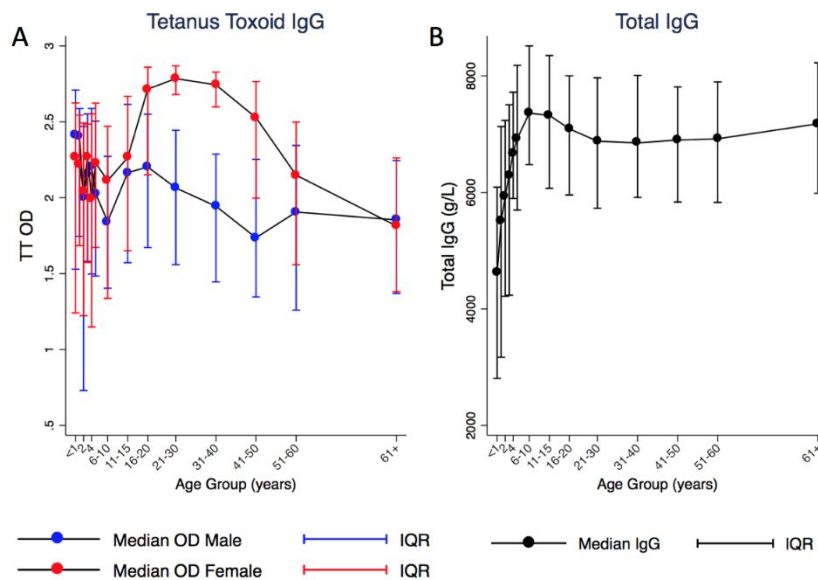 A
Tetanus Toxoid IgG
3
2.5
2
1.5
1
.5
TT OD
<1
2
4
6-10
11-15
16-20
21-30
31-40
41-50
51-60
61+
Age Group (years)
Median OD Male
IQR
Median OD Female
IQR
B
Total IgG
8000
6000
4000
2000
Total IgG (g/L)
<1
2
4
6-10
11-15
16-20
21-30
31-40
41-50
51-60
61+
Age Group (years)
Median IgG
IQR